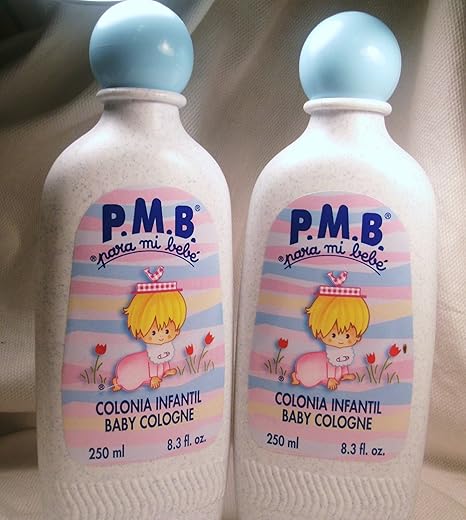 P.M.B.®
®para mi bebé
COLONIA INFANTIL
BABY COLOGNE
250 ml 8.3 fl. oz.
P.M.B.®
®para mi bebé
COLONIA INFANTIL
BABY COLOGNE
250 ml 8.3 fl. oz.